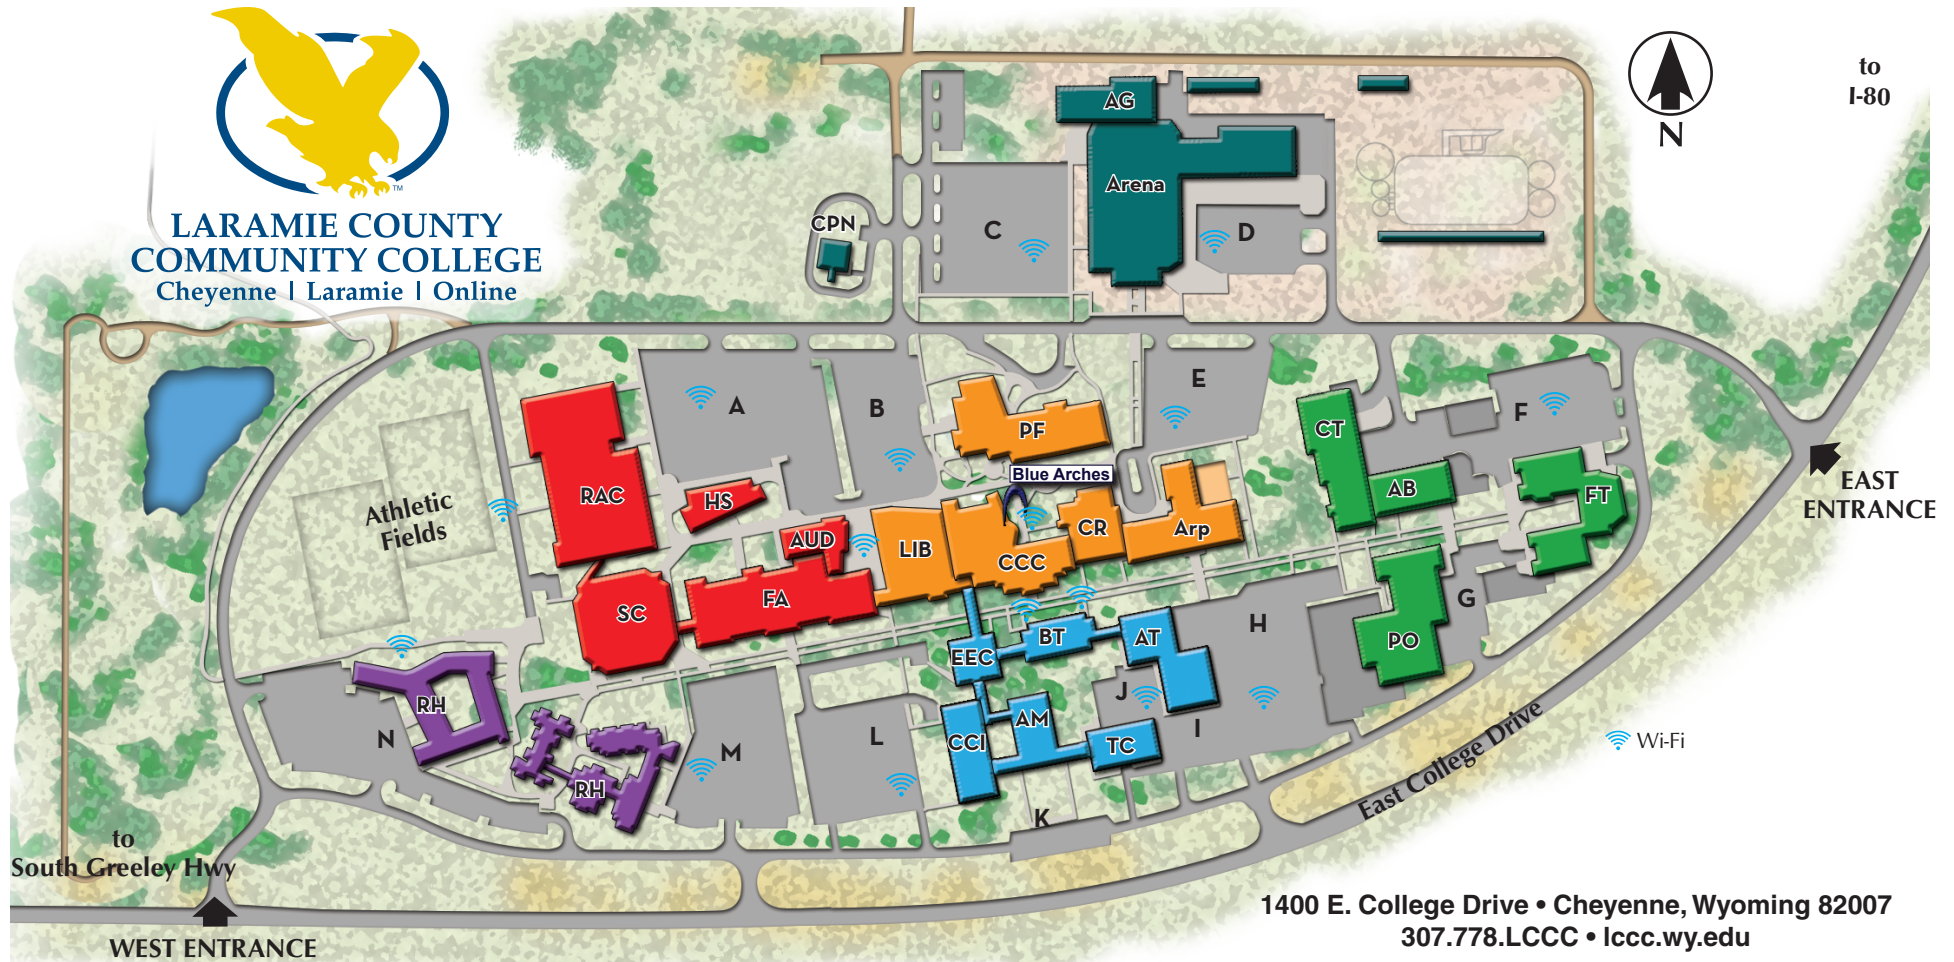 LARAMIE COUNTY
COMMUNITY COLLEGE
Cheyenne | Laramie | Online
TM
N
to
I-80
AG
Arena
CPN
C
D
A
B
E
F
PF
CT
Blue Arches
EAST
ENTRANCE
RAC
HS
AB
FT
Athletic
Fields
AUD
LIB
CCC
CR
Arp
SC
FA
G
H
BT
AT
PO
EEC
RH
J
N
M
L
CCI
AM
TC
I
Wi-Fi
RH
K
East College Drive
to
South Greeley Hwy
WEST ENTRANCE
1400 E. College Drive • Cheyenne, Wyoming 82007
307.778.LCCC • lccc.wy.edu